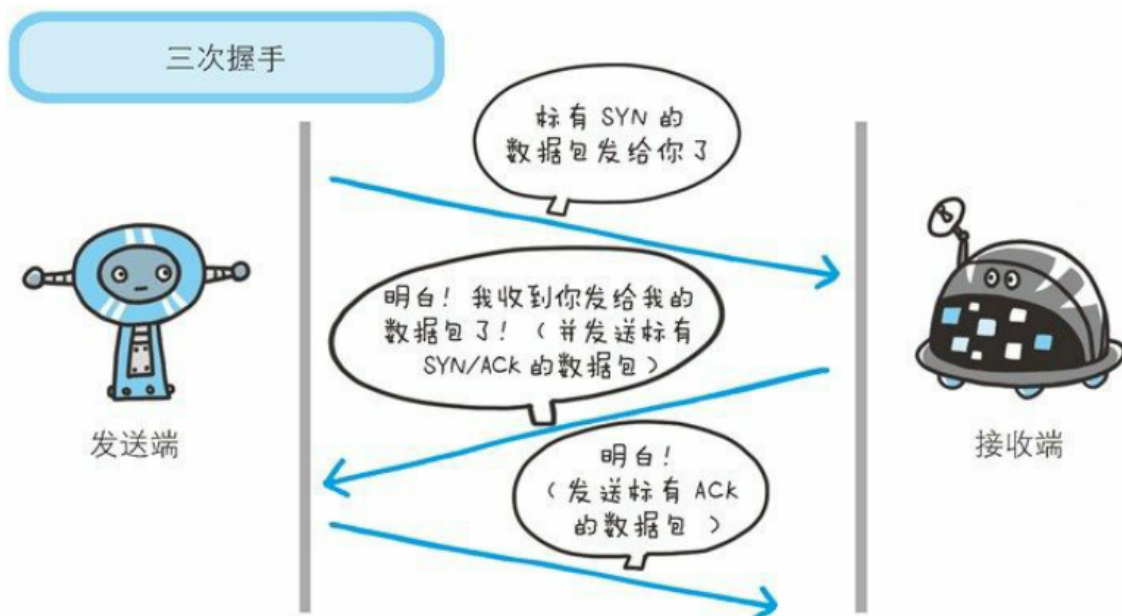 三次握手
标有 SYN 的
数据包发给你了
明白！我收到你发给我的
数据包了！（并发送标有
SYN/ACK 的数据包）
发送端
接收端
明白！
（发送标有 ACK
的数据包）